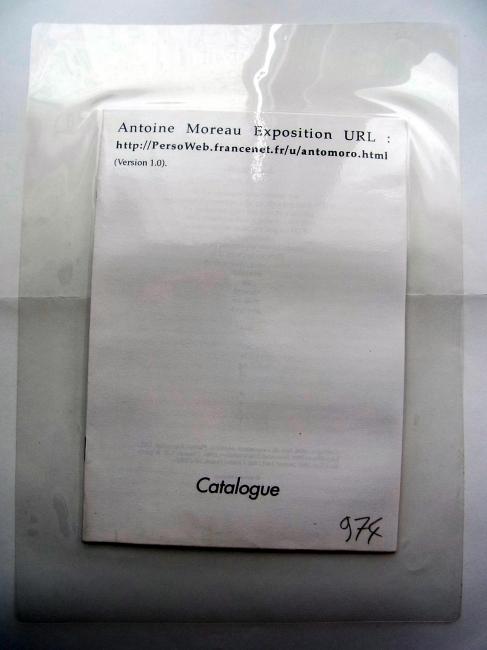 Antoine Moreau Exposition URL :
http://PersoWeb.francenet.fr/u/antomoro.html
(Version 1.0).
Catalogue
974